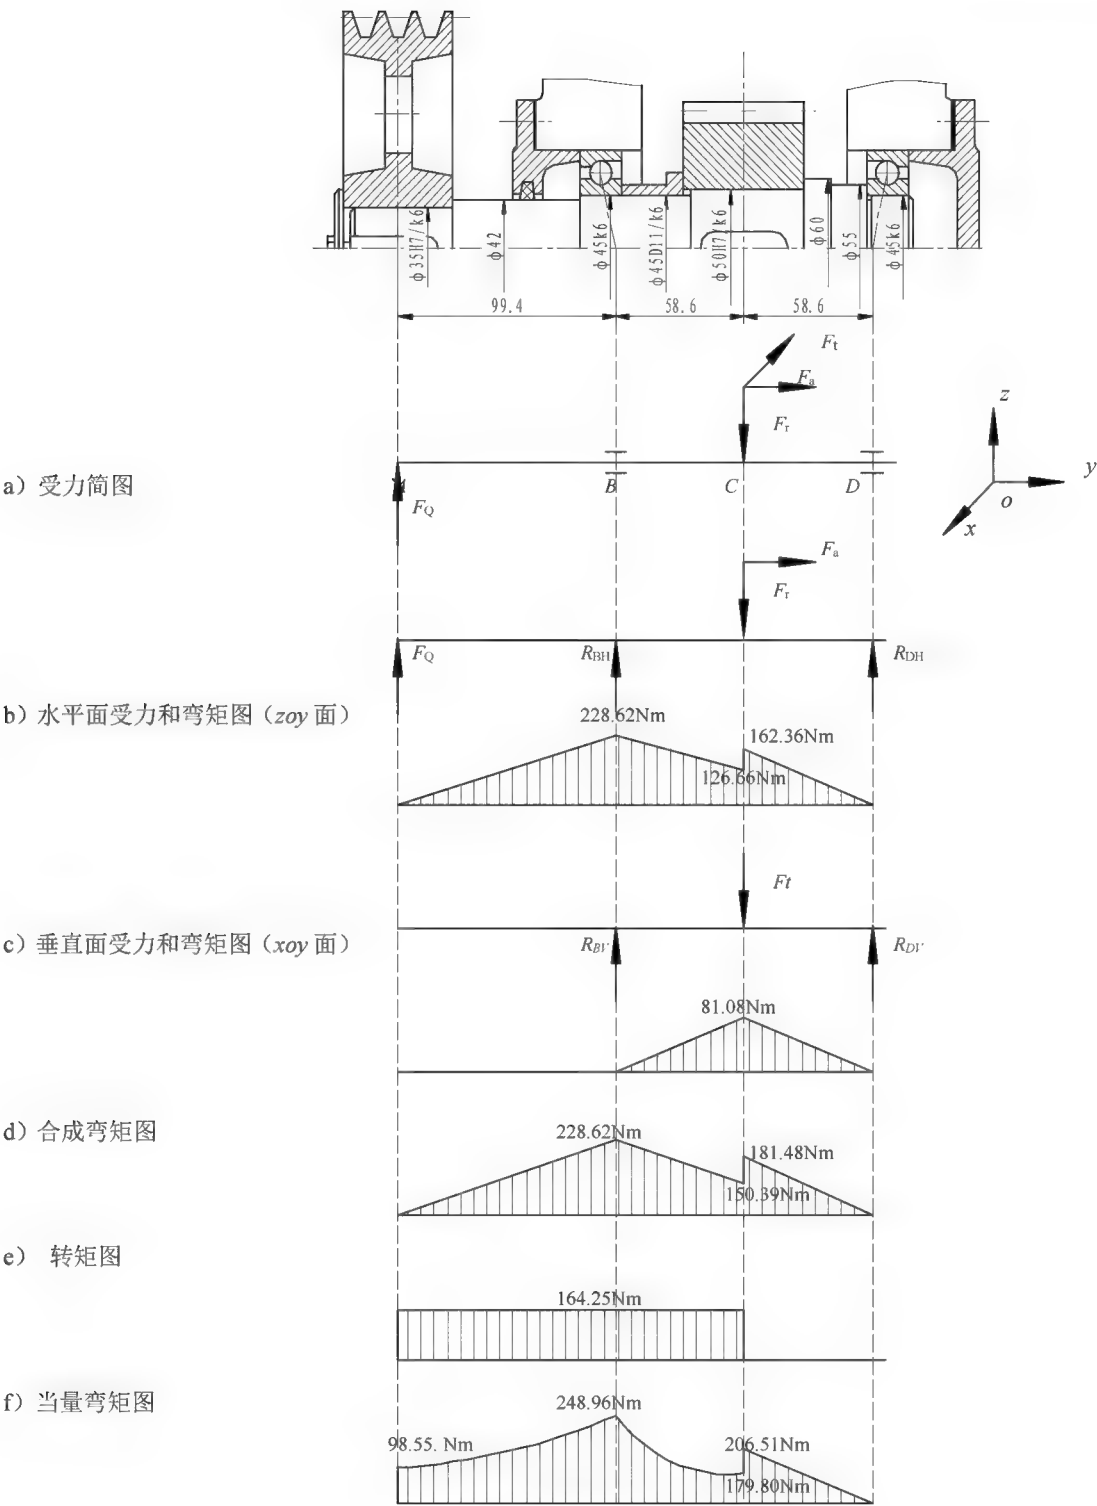 ϕ35H7/k6
ϕ42
ϕ45k6
ϕ45D11/k6
ϕ50H7/k6
ϕ60
ϕ55
ϕ45k6
99.4
58.6
58.6
Ft
Fa
Fr
z
y
o
x
a）受力简图
B
C
D
FQ
Fa
Fr
FQ
RBH
RDH
b）水平面受力和弯矩图（zoy 面）
228.62Nm
162.36Nm
126.66Nm
Ft
c）垂直面受力和弯矩图（xoy 面）
RBV
RDV
81.08Nm
d）合成弯矩图
228.62Nm
181.48Nm
150.39Nm
e） 转矩图
164.25Nm
f）当量弯矩图
248.96Nm
98.55. Nm
206.51Nm
179.80Nm